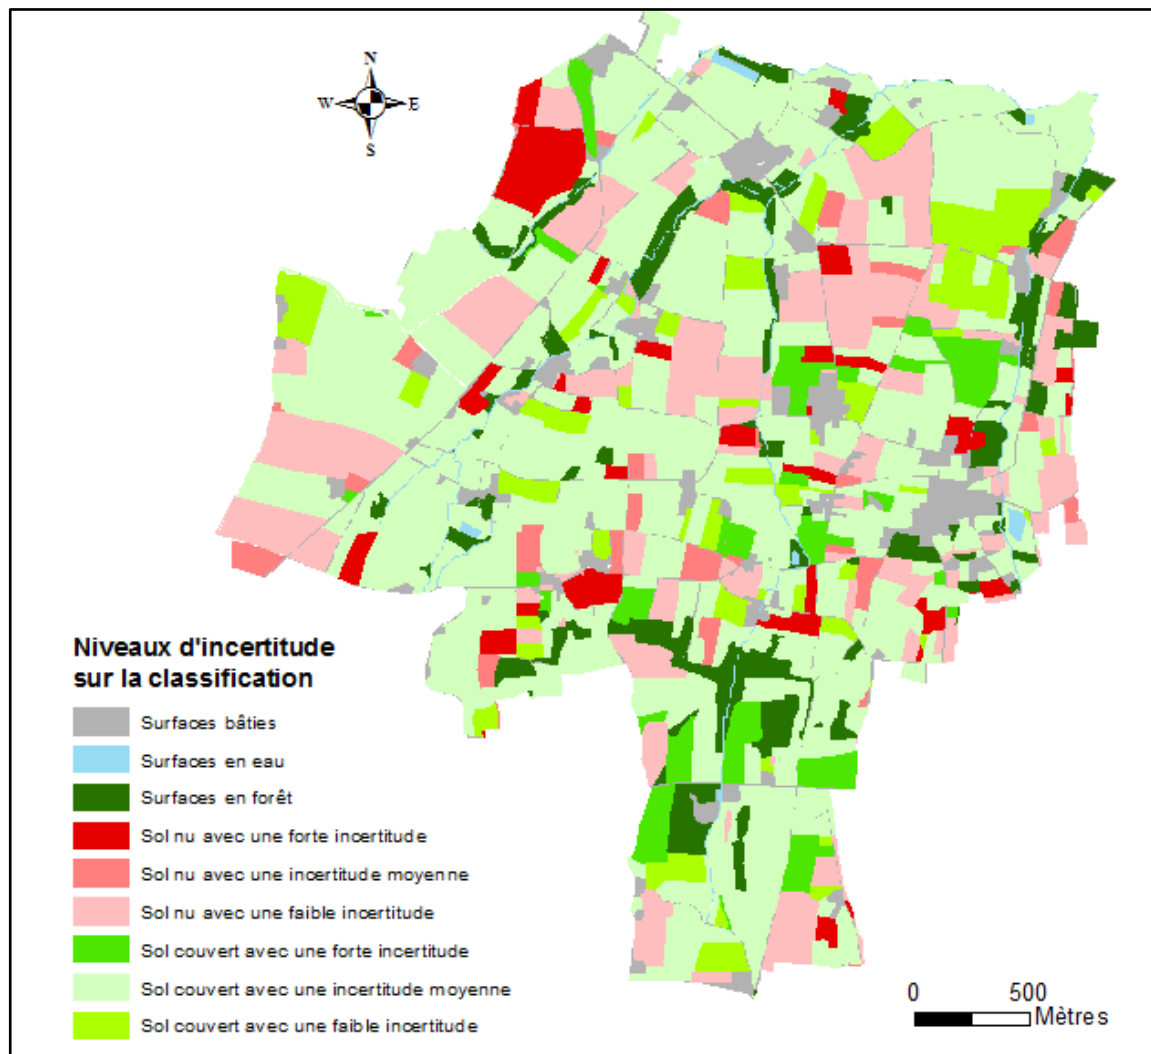 N
W E
S
Niveaux d'incertitude
sur la classification
Surfaces bâties
Surfaces en eau
Surfaces en forêt
Sol nu avec une forte incertitude
Sol nu avec une incertitude moyenne
Sol nu avec une faible incertitude
Sol couvert avec une forte incertitude
Sol couvert avec une incertitude moyenne
Sol couvert avec une faible incertitude
0 500
Mètres